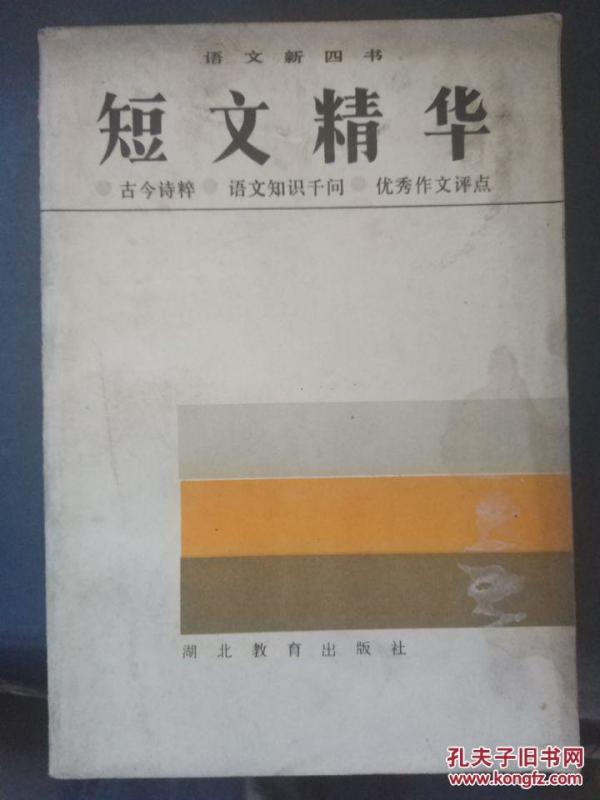 语文新四书
短文精华
古今诗粹 语文知识千问 优秀作文评点
湖北教育出版社
孔夫子旧书网
www.kongfz.com